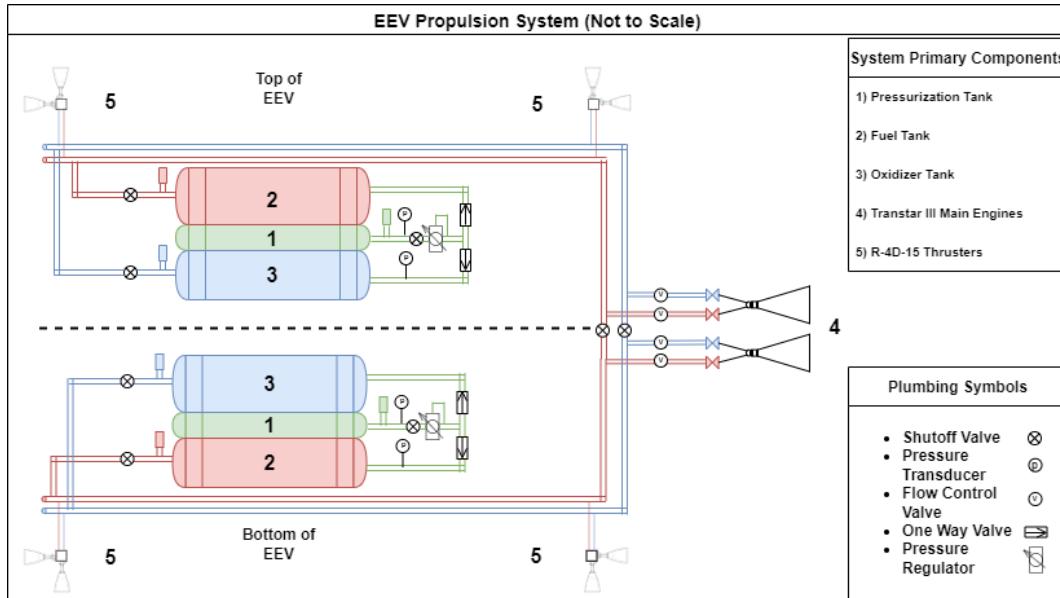 EEV Propulsion System (Not to Scale)
System Primary Components
1) Pressurization Tank
2) Fuel Tank
3) Oxidizer Tank
4) Transtar III Main Engines
5) R-4D-15 Thrusters
5
Top of
EEV
5
2
P
1
P
3
V
V
4
V
V
3
P
1
P
2
5
Bottom of
EEV
5
Plumbing Symbols
• Shutoff Valve
• Pressure
Transducer
P
• Flow Control
Valve
V
• One Way Valve
• Pressure
Regulator